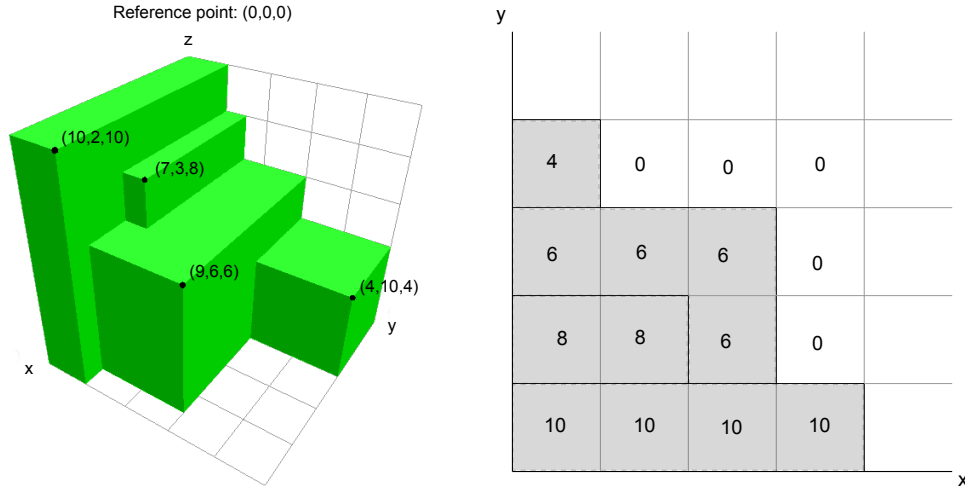 Reference point: (0,0,0)
z
(10,2,10)
(7,3,8)
(9,6,6)
(4,10,4)
x
y
y
4 0 0 0
6 6 6 0
8 8 6 0
10 10 10 10
x